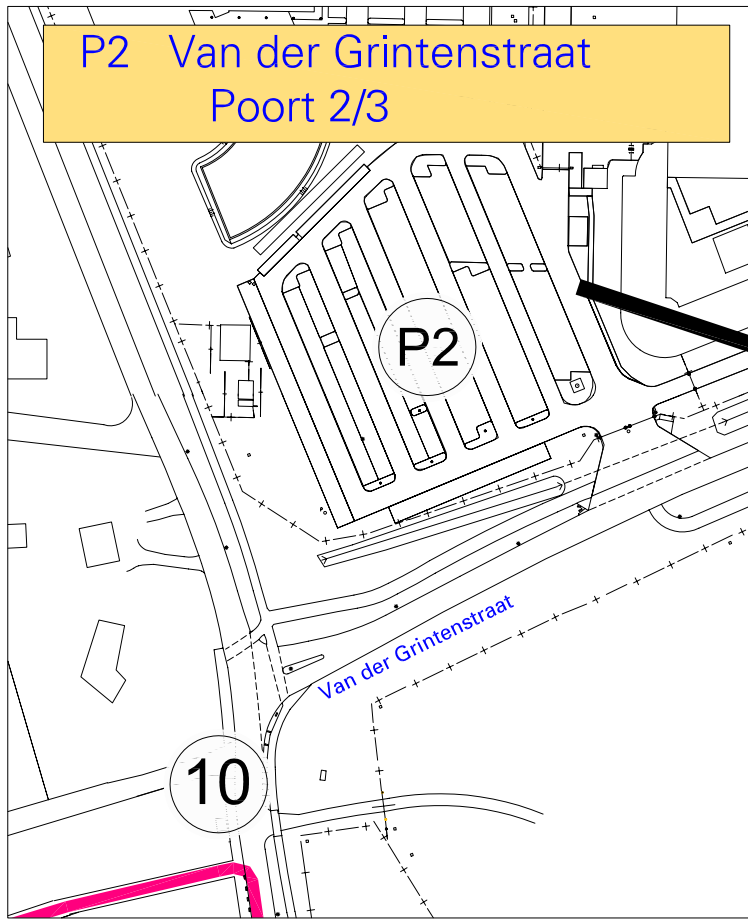 P2 Van der Grintenstraat
Poort 2/3
P2
Van der Grintenstraat
10